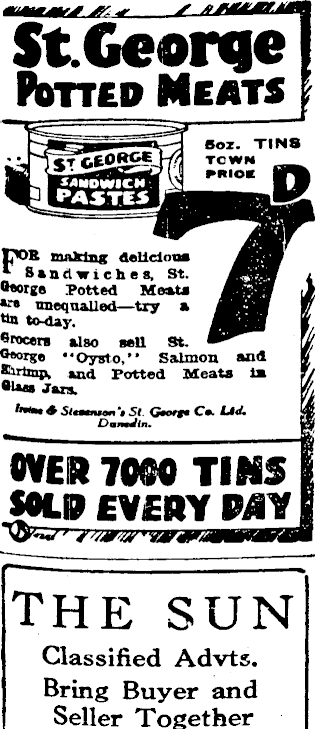 St. George
POTTED MEATS
ST GEORGE
SANDWICH
PASTES
5oz. TINS
TOWN
PRICE
7D
FOR making delicious
Sandwiches, St.
George Potted Meats
are unequalled—try a
tin to-day.
Grocers also sell St.
George "Oysto," Salmon and
Shrimp, and Potted Meats in
Glass Jars.
Irvine & Stevenson's St. George Co. Ltd.
Dunedin.
OVER 7000 TINS
SOLD EVERY DAY
THE SUN
Classified Advts.
Bring Buyer and
Seller Together